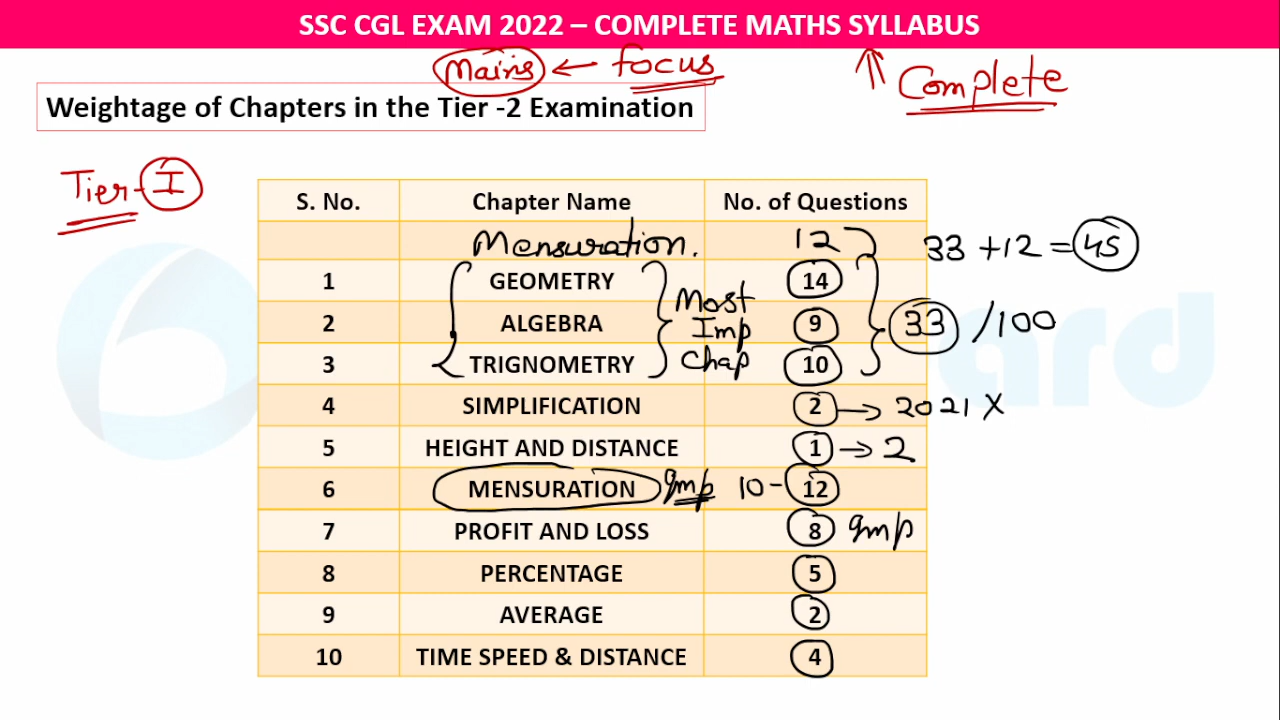 SSC CGL EXAM 2022 – COMPLETE MATHS SYLLABUS
Mains ← focus
Complete
Weightage of Chapters in the Tier -2 Examination
Tier-I
S. No. Chapter Name No. of Questions
Mensuration. 12 33 +12 = 45
1 GEOMETRY 14
Most
2 ALGEBRA Imp 9 33 /100
3 TRIGNOMETRY Chap 10
4 SIMPLIFICATION 2 → 2021 X
5 HEIGHT AND DISTANCE 1 → 2
6 MENSURATION Imp 10 - 12
7 PROFIT AND LOSS 8 Imp
8 PERCENTAGE 5
9 AVERAGE 2
10 TIME SPEED & DISTANCE 4
ard